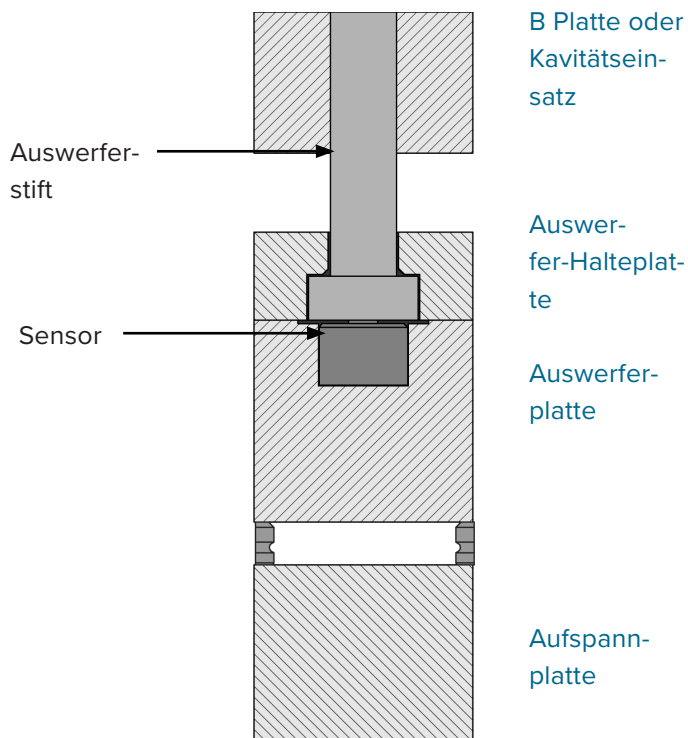 B Platte oder
Kavitätsein-
satz
Auswerfer-
stift
Auswer-
fer-Halteplat-
te
Sensor
Auswerfer-
platte
Aufspann-
platte